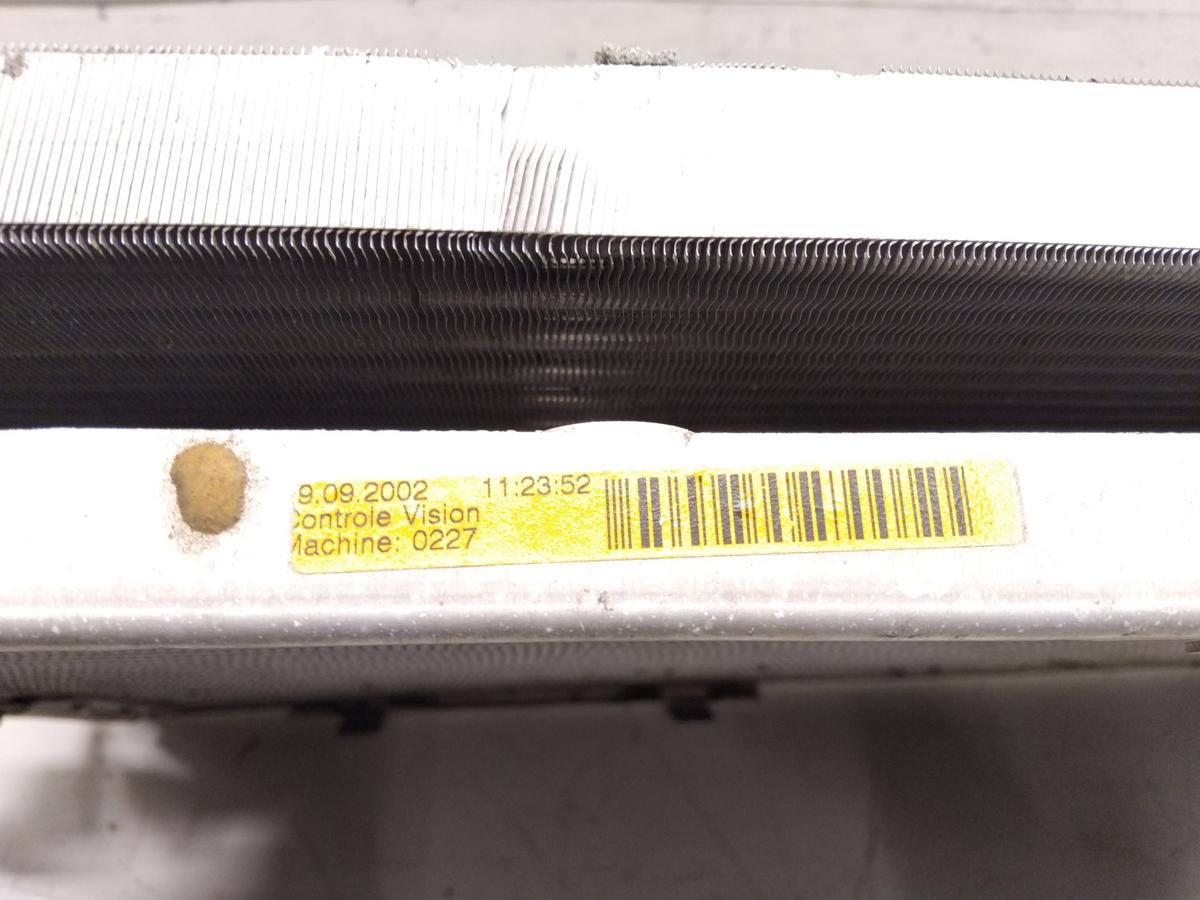 9.09.2002 11:23:52
Controle Vision
Machine: 0227